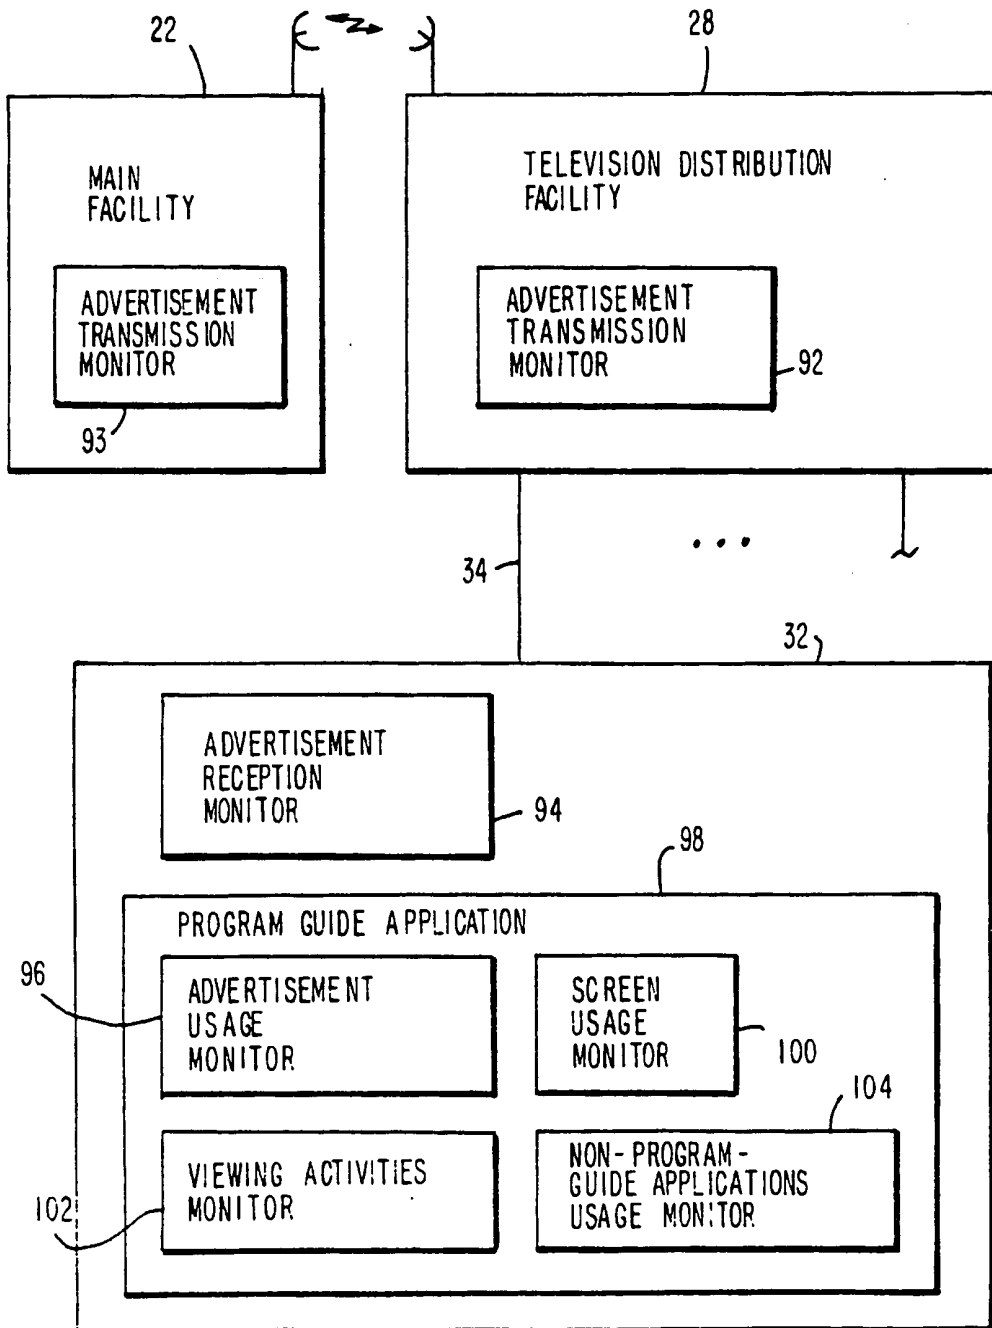 22
28
MAIN
FACILITY
TELEVISION DISTRIBUTION
FACILITY
ADVERTISEMENT
TRANSMISSION
MONITOR
93
ADVERTISEMENT
TRANSMISSION
MONITOR
92
34
...
32
ADVERTISEMENT
RECEPTION
MONITOR
94
98
PROGRAM GUIDE APPLICATION
96
ADVERTISEMENT
USAGE
MONITOR
SCREEN
USAGE
MONITOR
100
104
VIEWING ACTIVITIES
MONITOR
102
NON-PROGRAM-
GUIDE APPLICATIONS
USAGE MONITOR